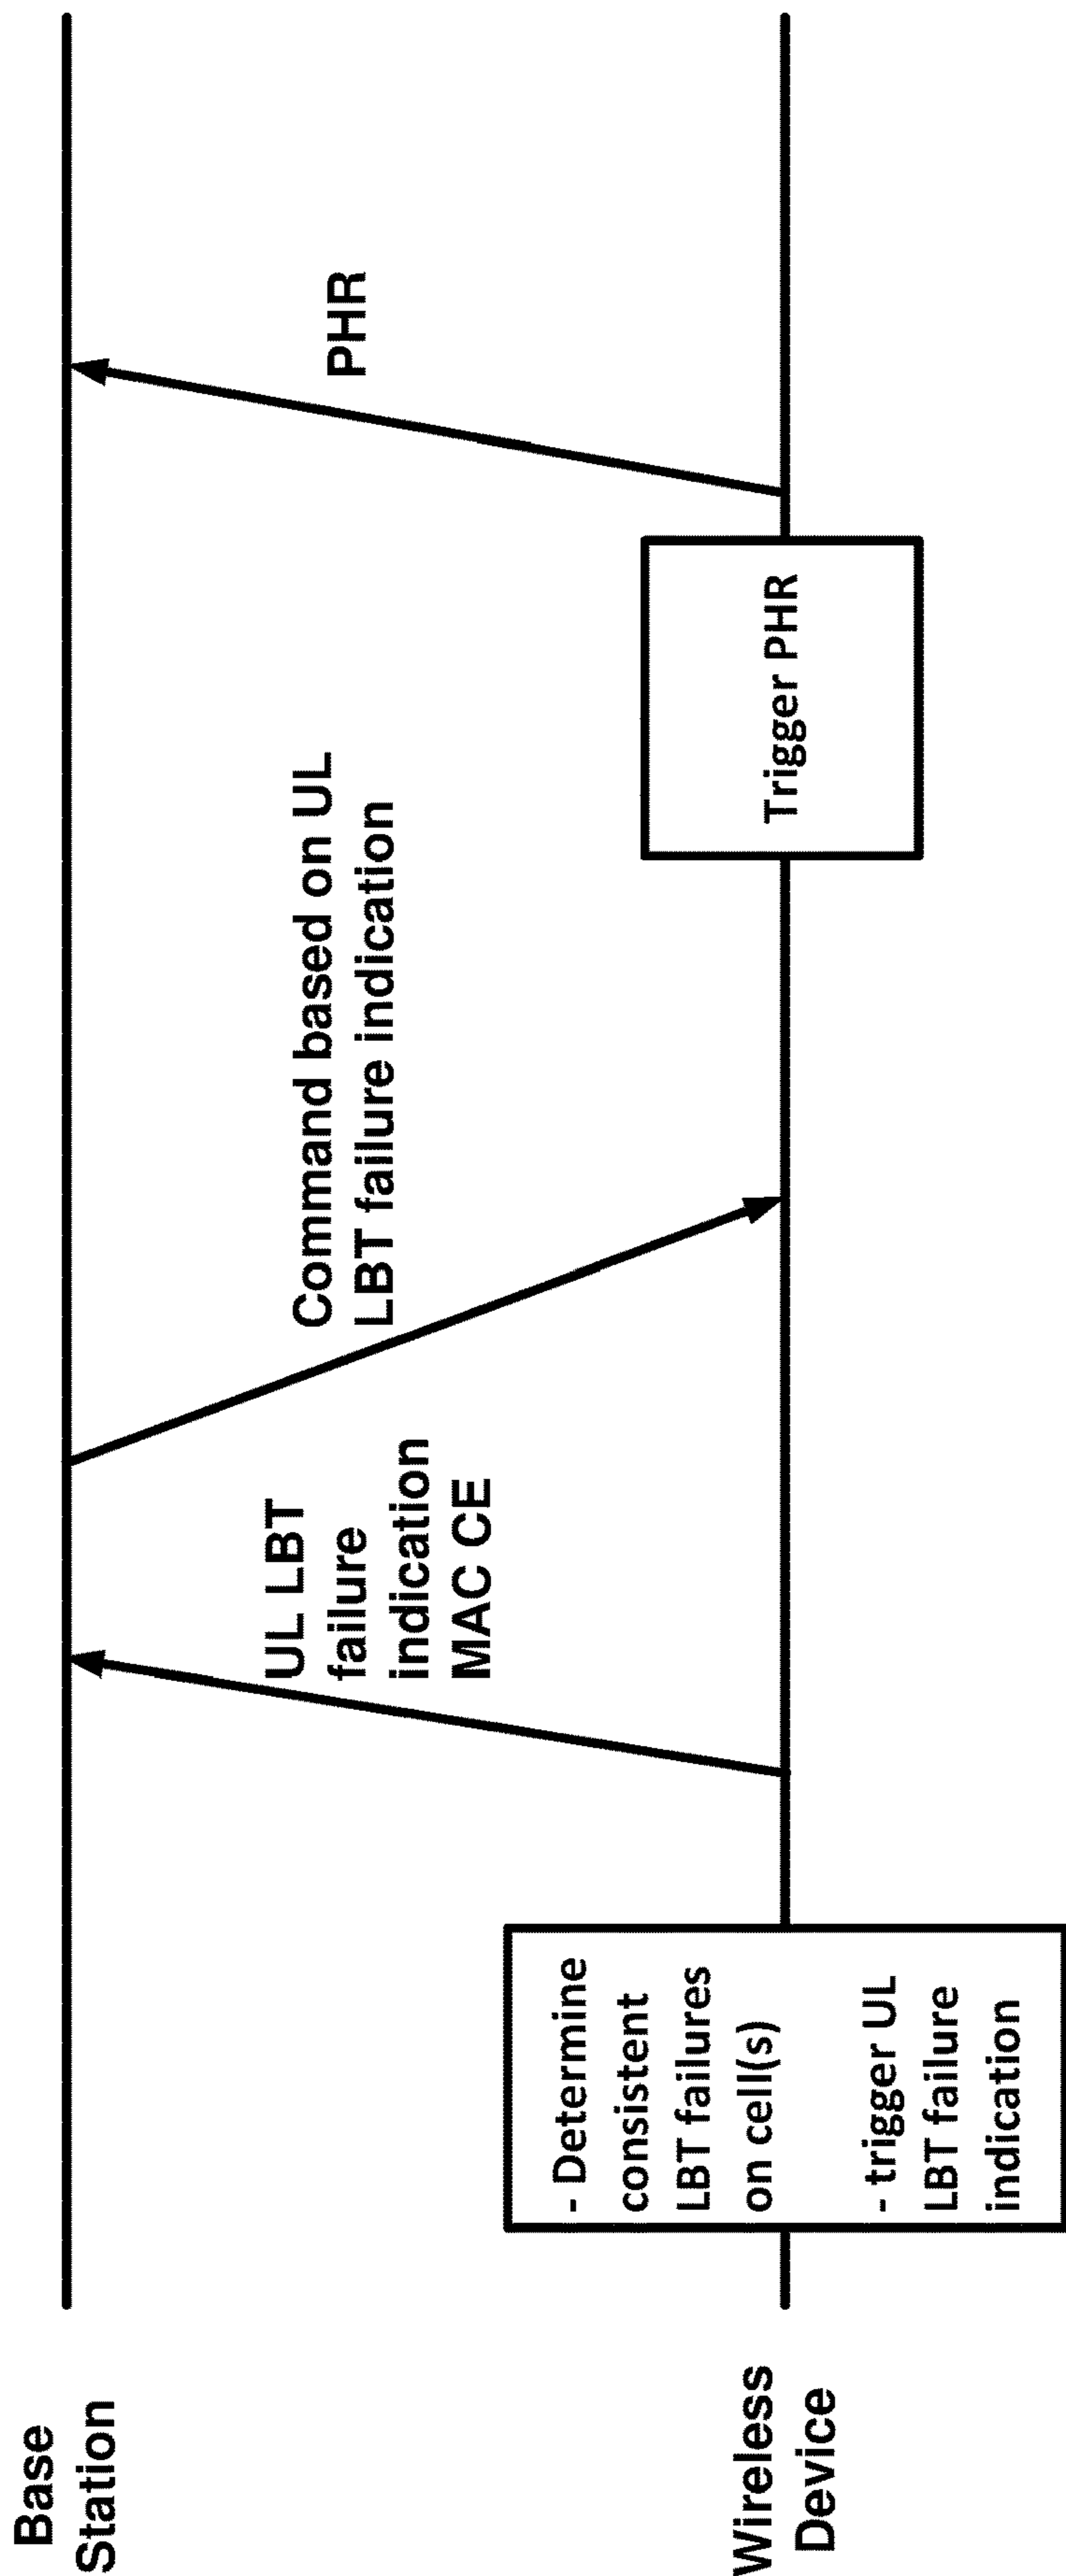 Base
Station
Wireless
Device
- Determine
consistent
LBT failures
on cell(s)
- trigger UL
LBT failure
indication
UL LBT
failure
indication
MAC CE
Command based on UL
LBT failure indication
Trigger PHR
PHR